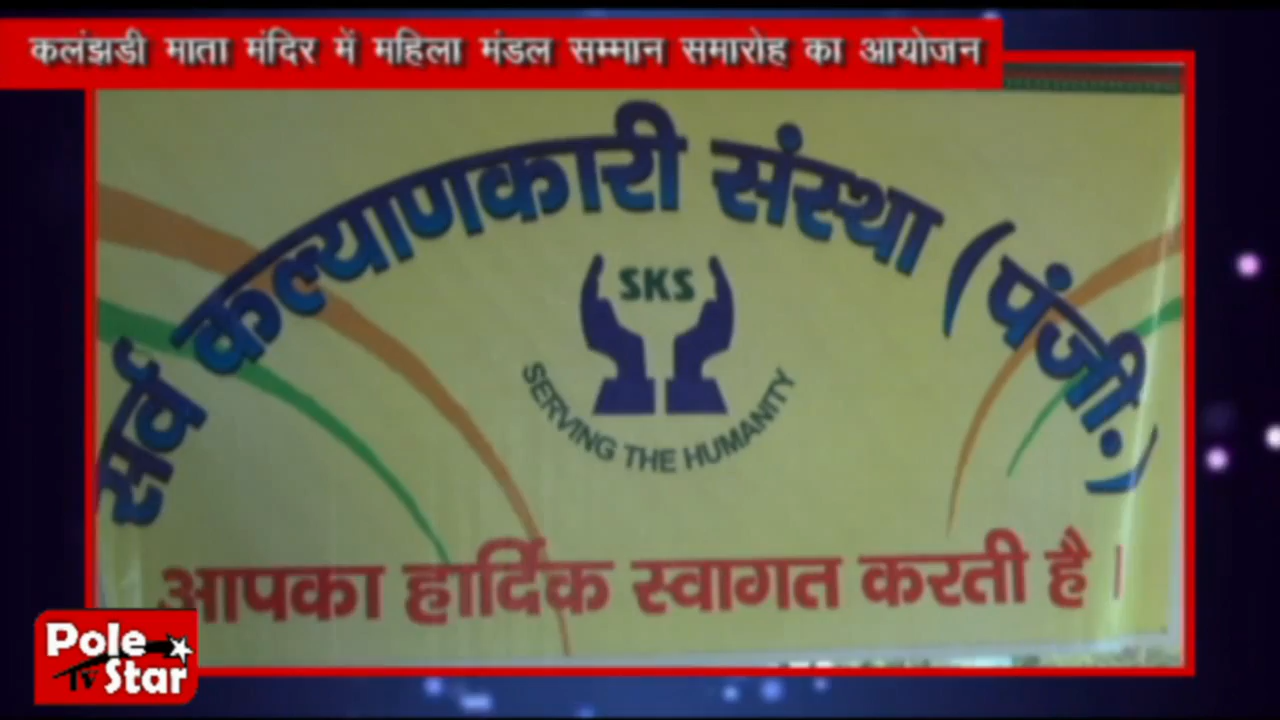 कलंझडी माता मंदिर में महिला मंडल सम्मान समारोह का आयोजन
सर्व कल्याणकारी संस्था (पंजी.)
SKS
SERVING THE HUMANITY
आपका हार्दिक स्वागत करती है ।
Pole
TV Star